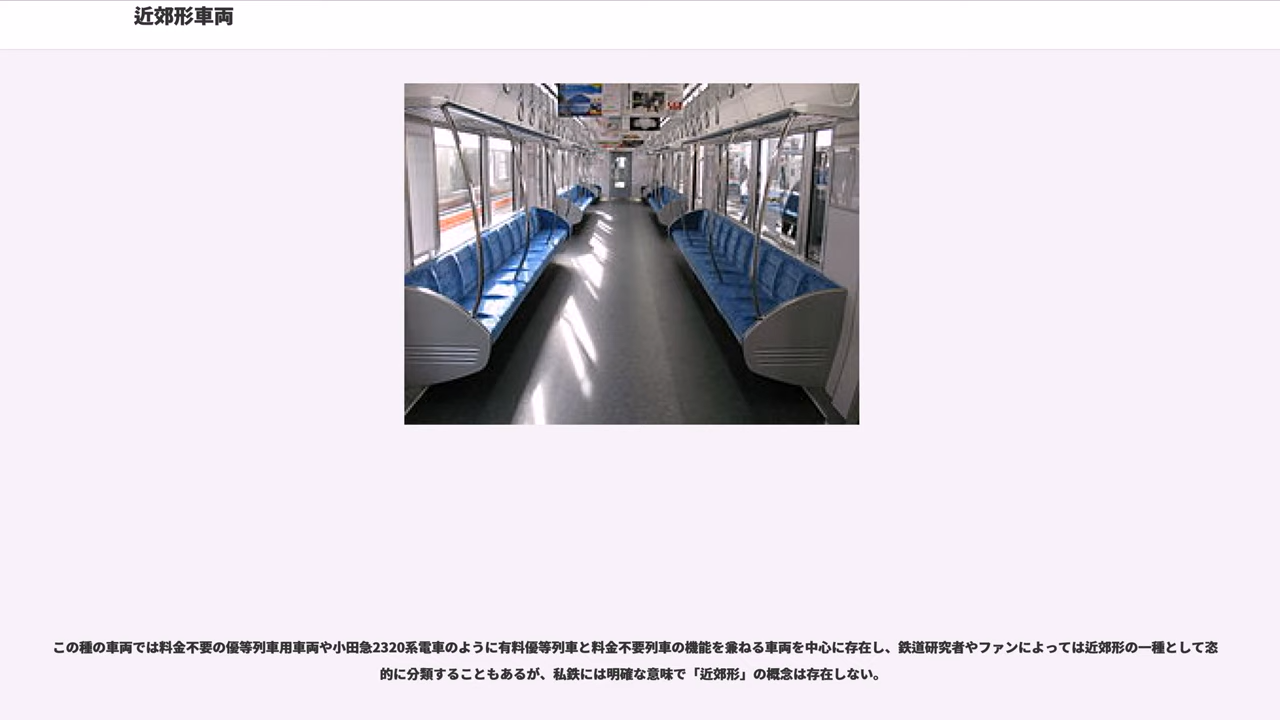 近郊形車両
この種の車両では料金不要の優等列車用車両や小田急2320系電車のように有料優等列車と料金不要列車の機能を兼ねる車両を中心に存在し、鉄道研究者やファンによっては近郊形の一種として恣
的に分類することもあるが、私鉄には明確な意味で「近郊形」の概念は存在しない。